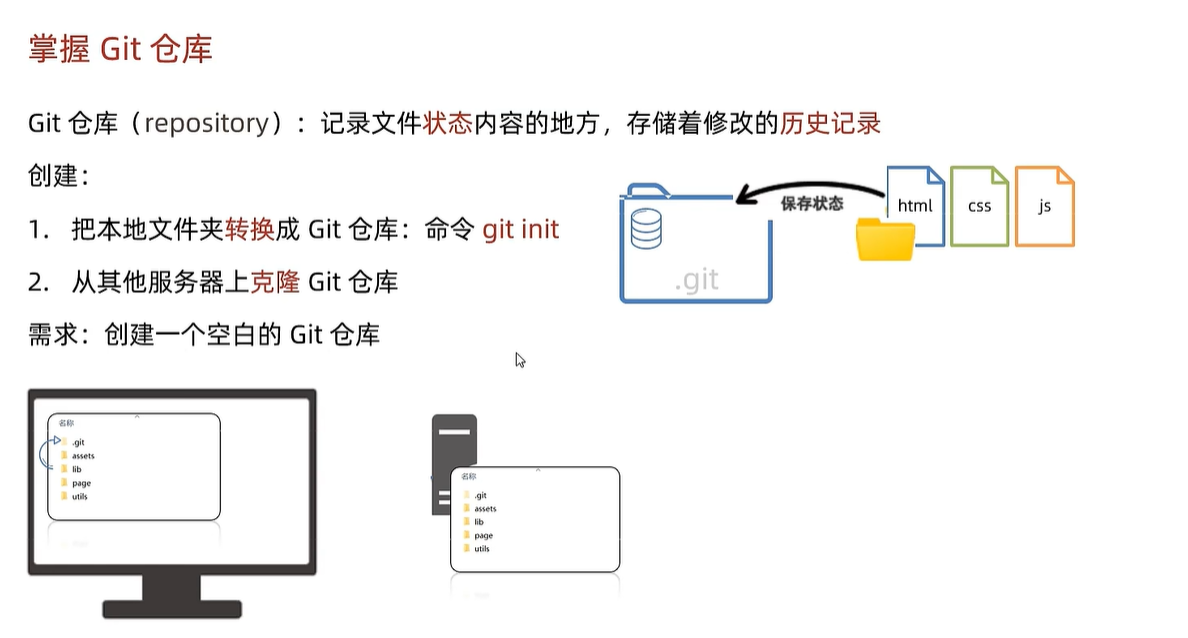 掌握 Git 仓库
Git 仓库（repository）：记录文件状态内容的地方，存储着修改的历史记录
创建：
1. 把本地文件夹转换成 Git 仓库：命令 git init
2. 从其他服务器上克隆 Git 仓库
需求：创建一个空白的 Git 仓库
保存状态
html
css
js
.git
名称
.git
assets
lib
page
utils
名称
.git
assets
lib
page
utils